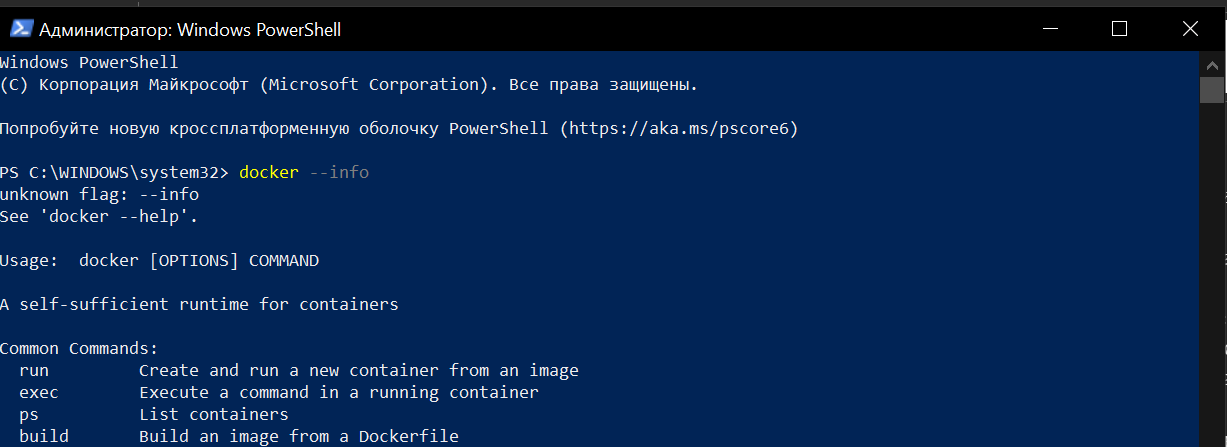 Администратор: Windows PowerShell
Windows PowerShell
(C) Корпорация Майкрософт (Microsoft Corporation). Все права защищены.
Попробуйте новую кроссплатформенную оболочку PowerShell (https://aka.ms/pscore6)
PS C:\WINDOWS\system32> docker --info
unknown flag: --info
See 'docker --help'.
Usage:  docker [OPTIONS] COMMAND
A self-sufficient runtime for containers
Common Commands:
  run         Create and run a new container from an image
  exec        Execute a command in a running container
  ps          List containers
  build       Build an image from a Dockerfile